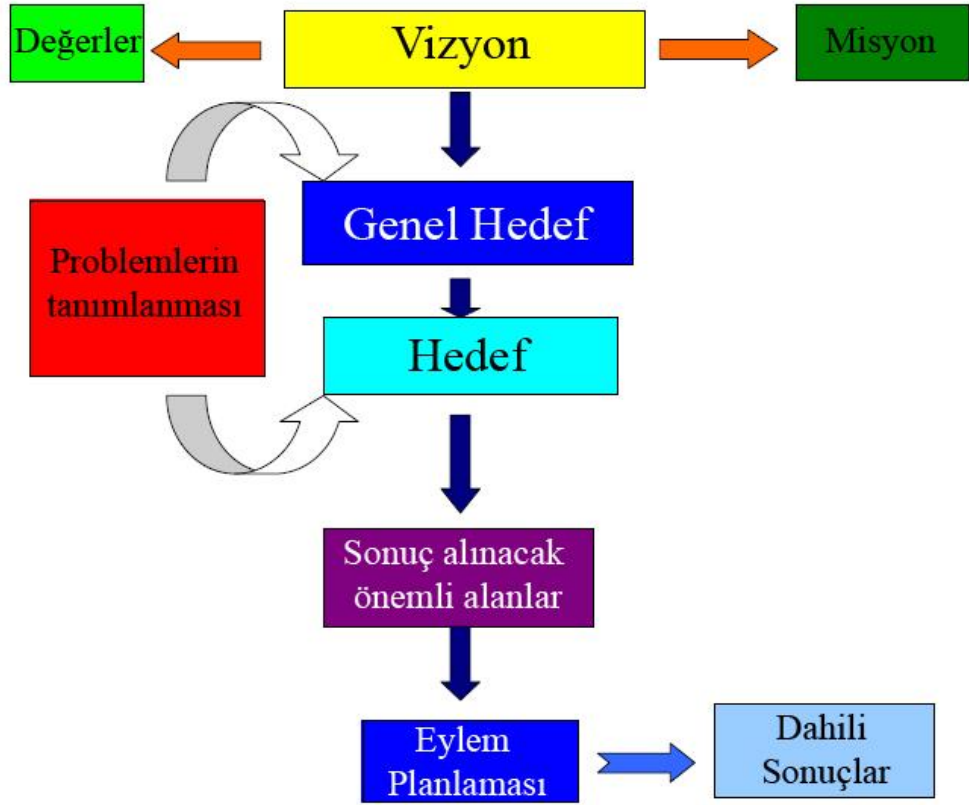 Değerler
Vizyon
Misyon
Genel Hedef
Problemlerin
tanımlanması
Hedef
Sonuç alınacak
önemli alanlar
Eylem
Planlaması
Dahili
Sonuçlar